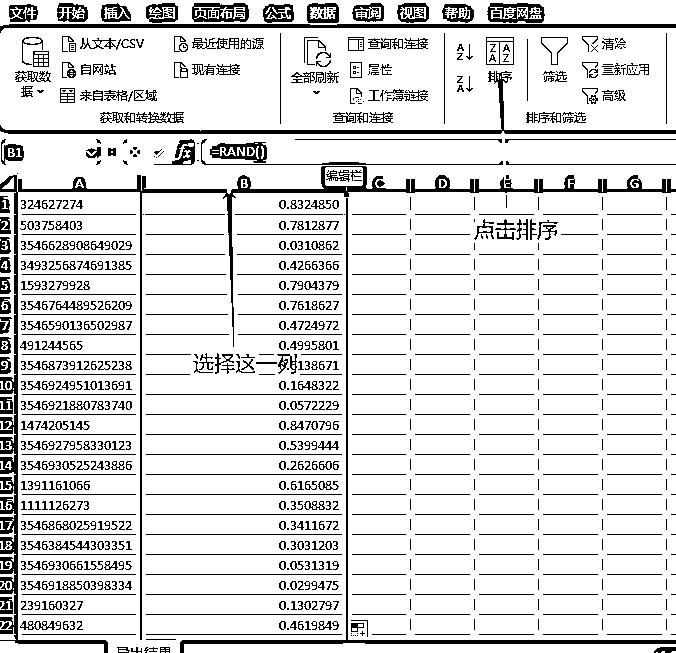 文件 开始 插入 绘图 页面布局 公式 数据 审阅 视图 帮助 百度网盘
从文本/CSV 最近使用的源 查询和连接 清除
获取数据 自网站 现有连接 全部刷新 属性 排序 筛选 重新应用
来自表格/区域 工作簿链接 高级
获取和转换数据 查询和连接 排序和筛选
B1 fx =RAND()
编辑栏
A B C D E F G
1 324627274 0.8324850
2 503758403 0.7812877
点击排序
3 3546628908649029 0.0310862
4 3493256874691385 0.4266366
5 1593279928 0.7904379
6 3546764489526209 0.7618627
7 3546590136502987 0.4724972
8 491244565 0.4995801
选择这一列
9 3546873912625238 138671
10 3546924951013691 0.1648322
11 3546921880783740 0.0572229
12 1474205145 0.8470796
13 3546927958330123 0.5399444
14 3546930525243886 0.2626606
15 1391161066 0.6165085
16 1111126273 0.3508832
17 3546868025919522 0.3411672
18 3546384544303351 0.3031203
19 3546930661558495 0.0531319
20 3546918850398334 0.0299475
21 239160327 0.1302797
22 480849632 0.4619849
导出结果